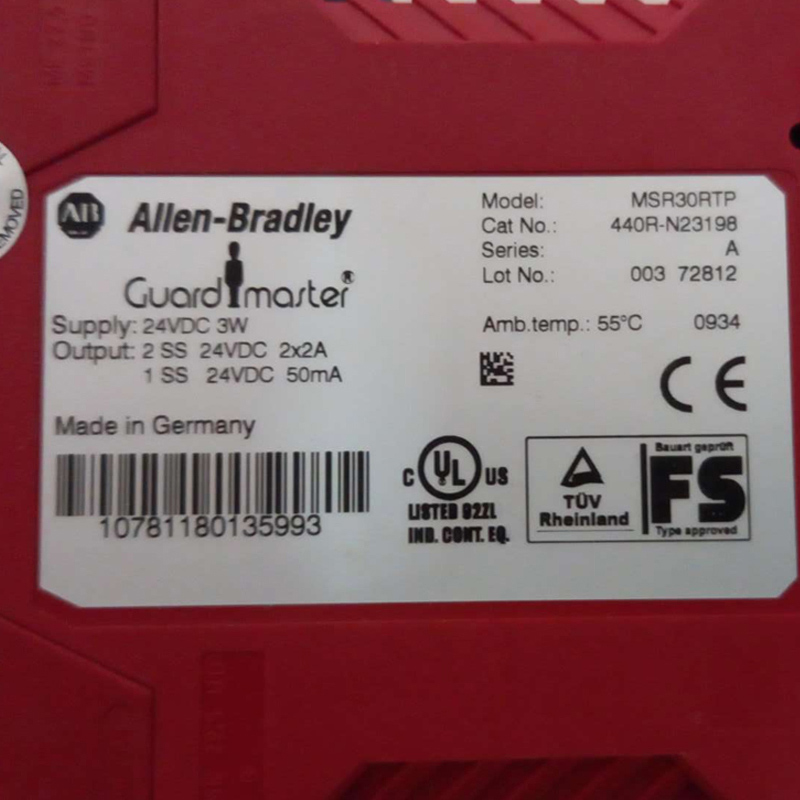 AB Allen-Bradley
Guardmaster®
Supply: 24VDC 3W
Output: 2 SS 24VDC 2x2A
1 SS 24VDC 50mA
Made in Germany
10781180135993
Model: MSR30RTP
Cat No.: 440R-N23198
Series: A
Lot No.: 003 72812
Amb.temp.: 55°C 0934
CE
C UL US
LISTED 92ZL
IND. CONT. EQ.
TÜV
Rheinland
Bauart geprüft
FS
Type approved